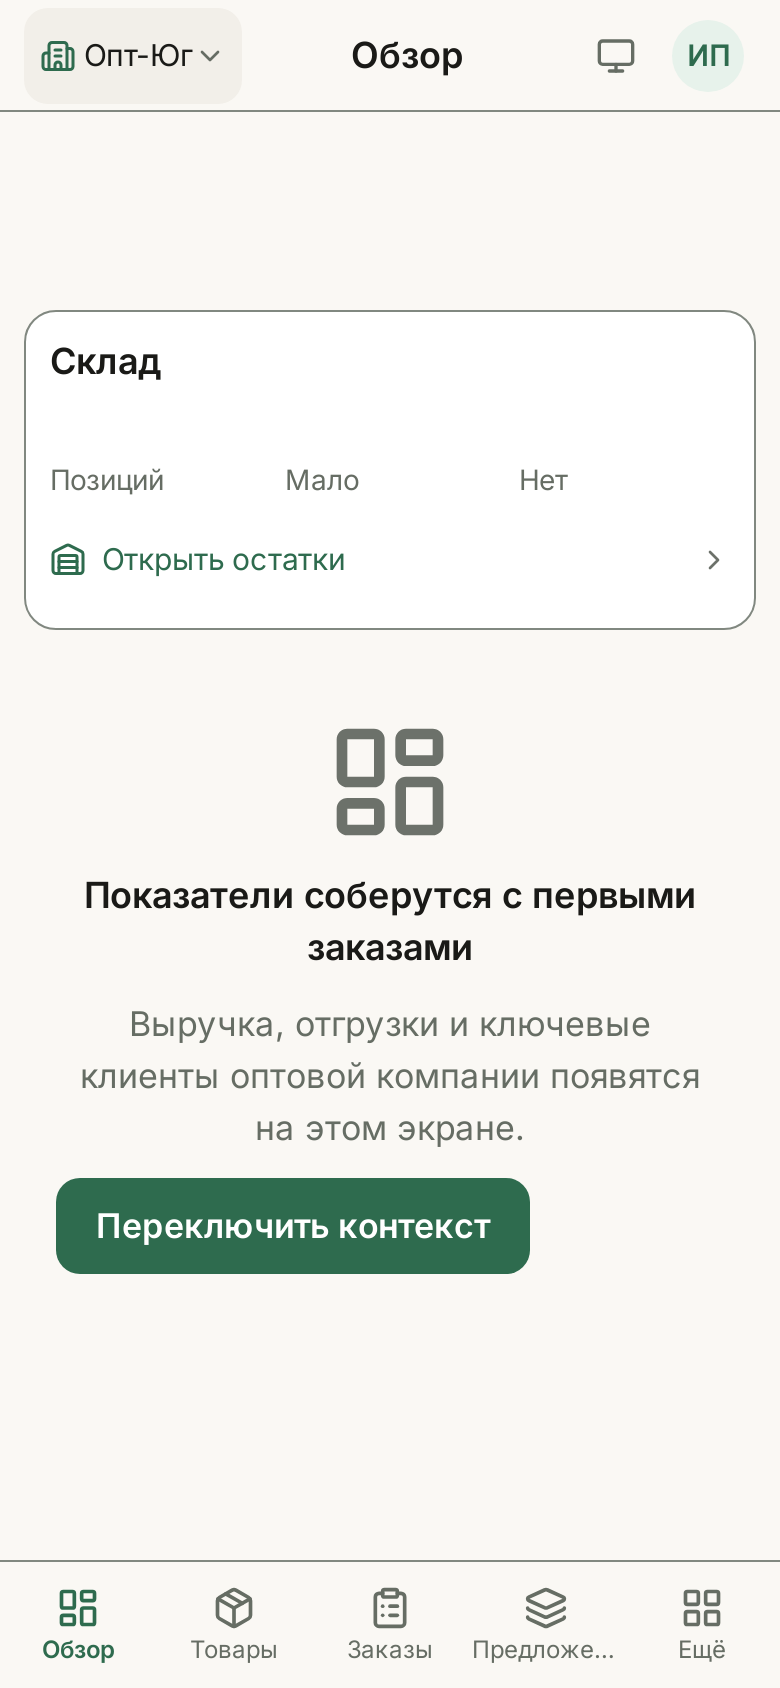 Опт-Юг
Обзор
ИП
Склад
Позиций
Мало
Нет
Открыть остатки
Показатели соберутся с первыми
заказами
Выручка, отгрузки и ключевые
клиенты оптовой компании появятся
на этом экране.
Переключить контекст
Обзор
Товары
Заказы
Предложе...
Ещё